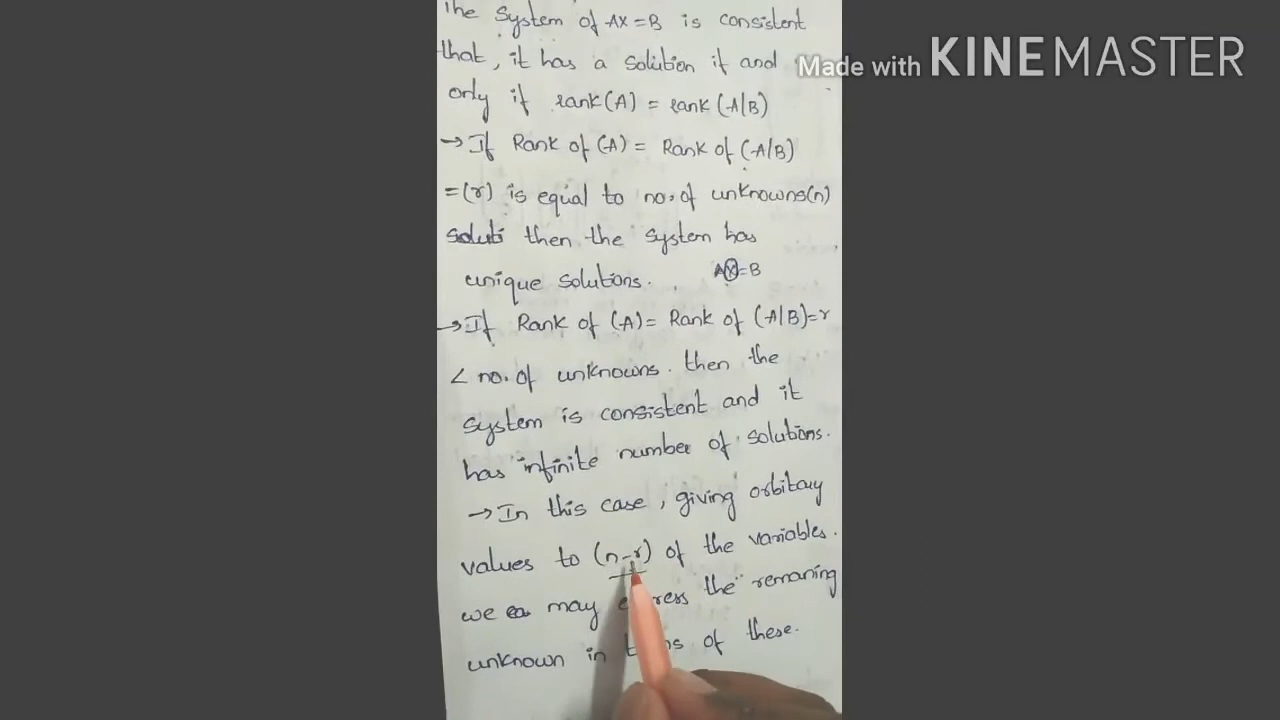 The System of AX=B is consistent
that, it has a solution if and
only if rank(A) = rank(A/B)
→ If Rank of (A) = Rank of (A/B)
=(r) is equal to no. of unknowns(n)
then the system has
unique solutions. AX=B
→ If Rank of (A) = Rank of (A/B)=r
< no. of unknowns. then the
system is consistent and it
has infinite number of solutions.
→ In this case, giving orbitary
values to (n-r) of the variables.
we may the remaning
unknown in of these.
Made with KINEMASTER